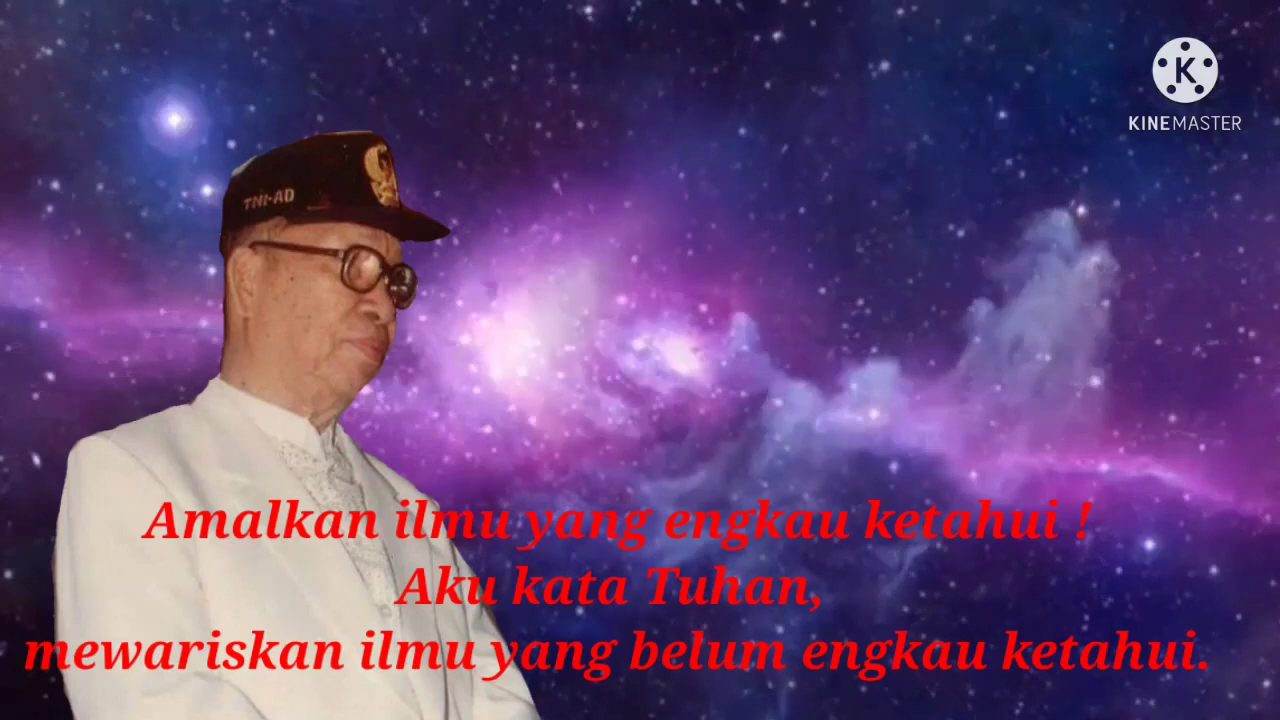 KINEMASTER
TNI-AD
Amalkan ilmu yang engkau ketahui !
Aku kata Tuhan,
mewariskan ilmu yang belum engkau ketahui.